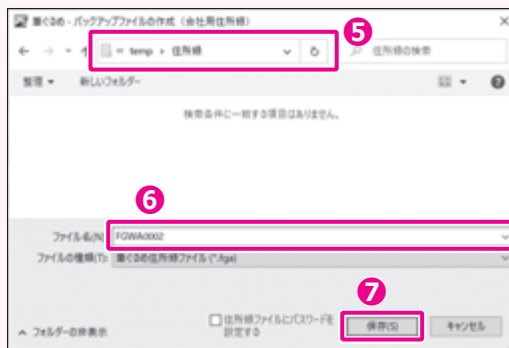 筆ぐるめ - バックアップファイルの作成（会社用住所録）
5
« temp › 住所録
住所録の検索
整理 新しいフォルダー
検索条件に一致する項目はありません。
6
ファイル名(N): FGWA0002
ファイルの種類(T): 筆ぐるめ住所録ファイル (*.fga)
7
住所録ファイルにパスワードを
設定する
保存(S) キャンセル
フォルダーの非表示